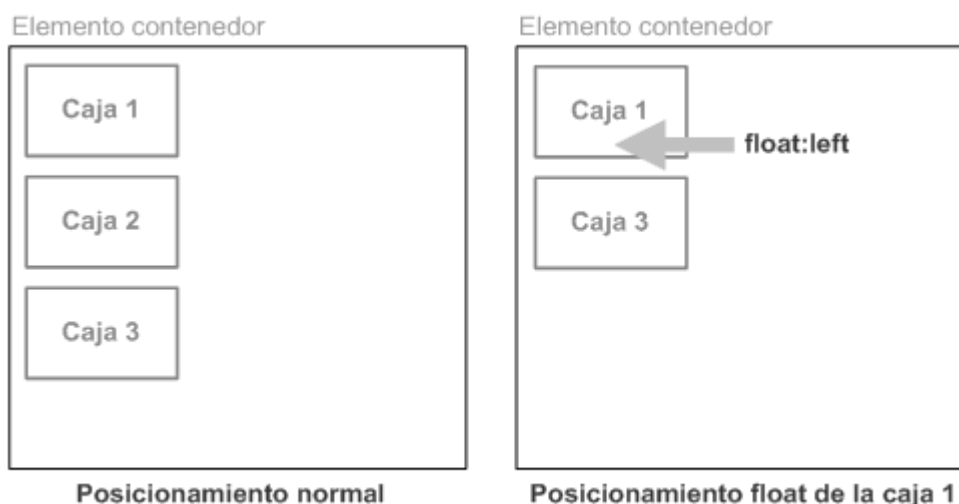 Elemento contenedor
Caja 1
Caja 2
Caja 3
Posicionamiento normal
Elemento contenedor
Caja 1
float:left
Caja 3
Posicionamiento float de la caja 1